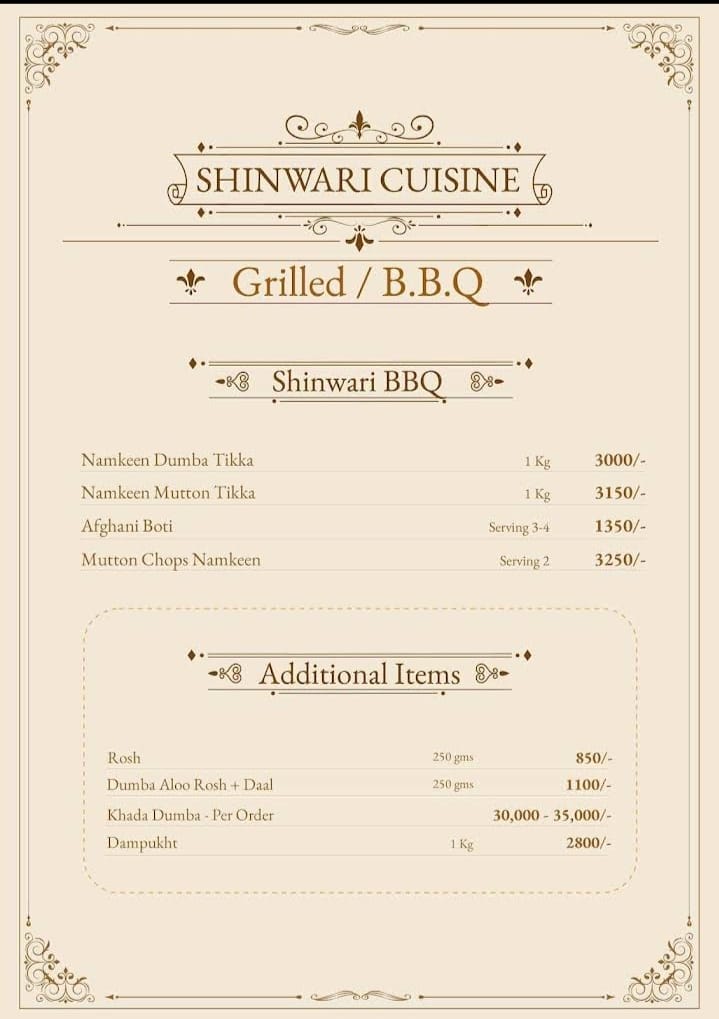 SHINWARI CUISINE
Grilled / B.B.Q
Shinwari BBQ
Namkeen Dumba Tikka 1 Kg 3000/-
Namkeen Mutton Tikka 1 Kg 3150/-
Afghani Boti Serving 3-4 1350/-
Mutton Chops Namkeen Serving 2 3250/-
Additional Items
Rosh 250 gms 850/-
Dumba Aloo Rosh + Daal 250 gms 1100/-
Khada Dumba - Per Order 30,000 - 35,000/-
Dampukht 1 Kg 2800/-